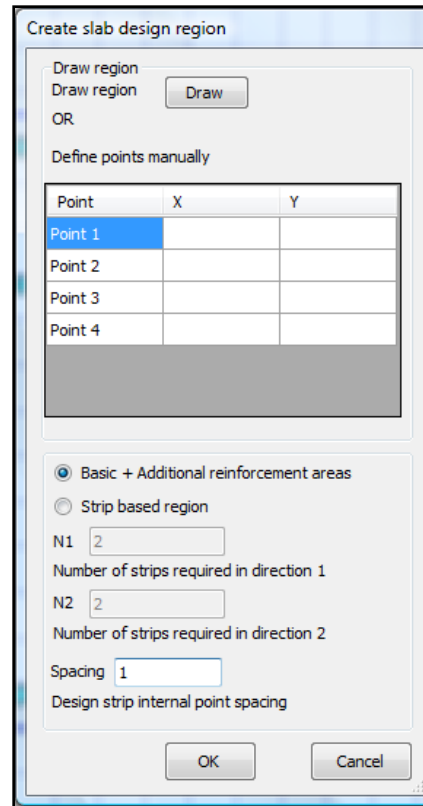 Create slab design region
Draw region
Draw region Draw
OR
Define points manually
Point X Y
Point 1
Point 2
Point 3
Point 4
Basic + Additional reinforcement areas
Strip based region
N1 2
Number of strips required in direction 1
N2 2
Number of strips required in direction 2
Spacing 1
Design strip internal point spacing
OK Cancel